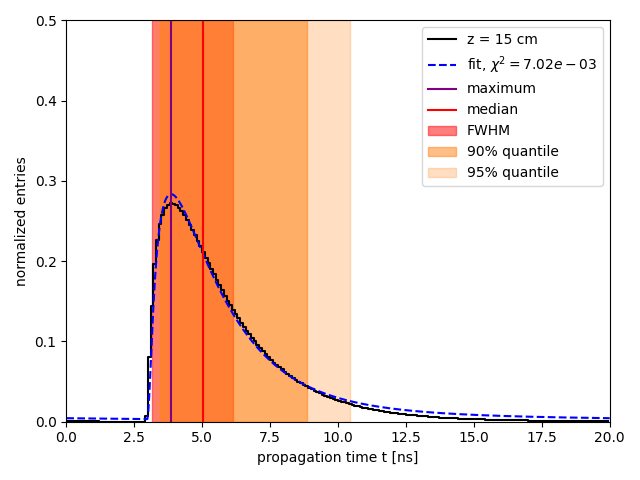 0.5
0.4
0.3
0.2
0.1
0.0
normalized entries
0.0 2.5 5.0 7.5 10.0 12.5 15.0 17.5 20.0
propagation time t [ns]
z = 15 cm
fit, χ² = 7.02e − 03
maximum
median
FWHM
90% quantile
95% quantile